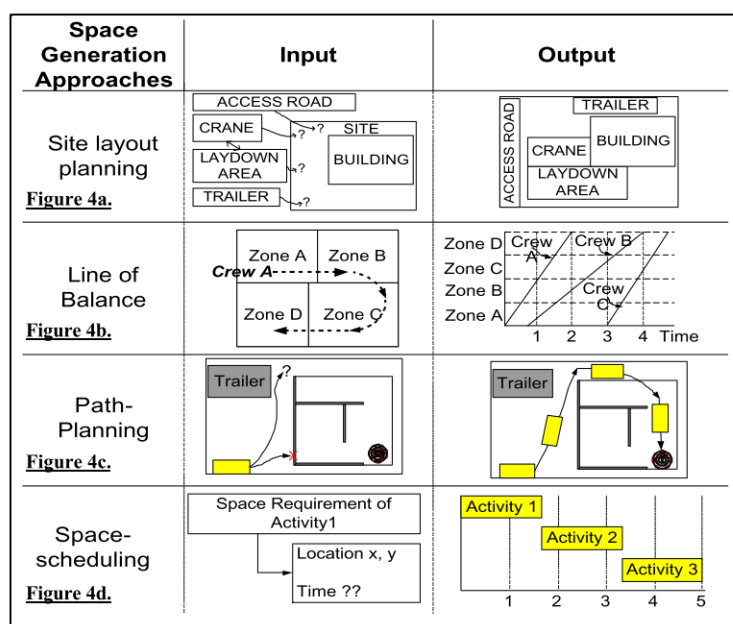 Space
Generation
Approaches
Input
Output
Site layout
planning
Figure 4a.
ACCESS ROAD
CRANE
LAYDOWN
AREA
TRAILER
?
?
?
?
SITE
BUILDING
ACCESS ROAD
TRAILER
BUILDING
CRANE
LAYDOWN
AREA
Line of
Balance
Figure 4b.
Zone A
Zone B
Crew A
Zone D
Zone C
Zone D
Zone C
Zone B
Zone A
Crew
A
Crew B
Crew
C
1 2 3 4 Time
Path-
Planning
Figure 4c.
Trailer
?
X
Trailer
Space-
scheduling
Figure 4d.
Space Requirement of
Activity1
Location x, y
Time ??
Activity 1
Activity 2
Activity 3
1 2 3 4 5